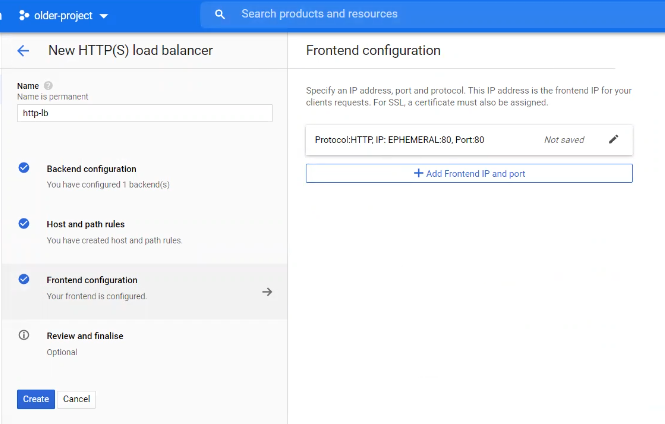 older-project
Search products and resources
New HTTP(S) load balancer
Name
Name is permanent
http-lb
Backend configuration
You have configured 1 backend(s)
Host and path rules
You have created host and path rules.
Frontend configuration
Your frontend is configured.
Review and finalise
Optional
Create
Cancel
Frontend configuration
Specify an IP address, port and protocol. This IP address is the frontend IP for your
clients requests. For SSL, a certificate must also be assigned.
Protocol:HTTP, IP: EPHEMERAL:80, Port:80
Not saved
Add Frontend IP and port